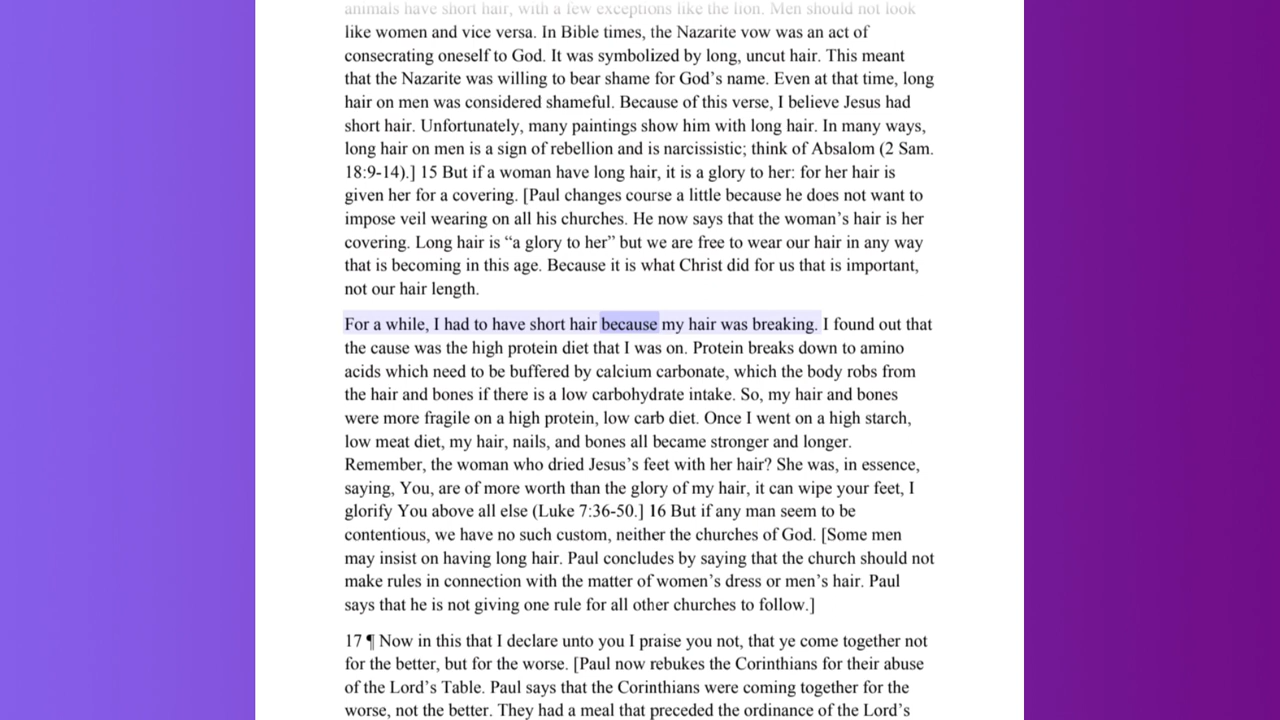 animals have short hair, with a few exceptions like the lion. Men should not look
like women and vice versa. In Bible times, the Nazarite vow was an act of
consecrating oneself to God. It was symbolized by long, uncut hair. This meant
that the Nazarite was willing to bear shame for God’s name. Even at that time, long
hair on men was considered shameful. Because of this verse, I believe Jesus had
short hair. Unfortunately, many paintings show him with long hair. In many ways,
long hair on men is a sign of rebellion and is narcissistic; think of Absalom (2 Sam.
18:9-14).] 15 But if a woman have long hair, it is a glory to her: for her hair is
given her for a covering. [Paul changes course a little because he does not want to
impose veil wearing on all his churches. He now says that the woman’s hair is her
covering. Long hair is “a glory to her” but we are free to wear our hair in any way
that is becoming in this age. Because it is what Christ did for us that is important,
not our hair length.
For a while, I had to have short hair because my hair was breaking. I found out that
the cause was the high protein diet that I was on. Protein breaks down to amino
acids which need to be buffered by calcium carbonate, which the body robs from
the hair and bones if there is a low carbohydrate intake. So, my hair and bones
were more fragile on a high protein, low carb diet. Once I went on a high starch,
low meat diet, my hair, nails, and bones all became stronger and longer.
Remember, the woman who dried Jesus’s feet with her hair? She was, in essence,
saying, You, are of more worth than the glory of my hair, it can wipe your feet, I
glorify You above all else (Luke 7:36-50.] 16 But if any man seem to be
contentious, we have no such custom, neither the churches of God. [Some men
may insist on having long hair. Paul concludes by saying that the church should not
make rules in connection with the matter of women’s dress or men’s hair. Paul
says that he is not giving one rule for all other churches to follow.]
17 ¶ Now in this that I declare unto you I praise you not, that ye come together not
for the better, but for the worse. [Paul now rebukes the Corinthians for their abuse
of the Lord’s Table. Paul says that the Corinthians were coming together for the
worse, not the better. They had a meal that preceded the ordinance of the Lord’s